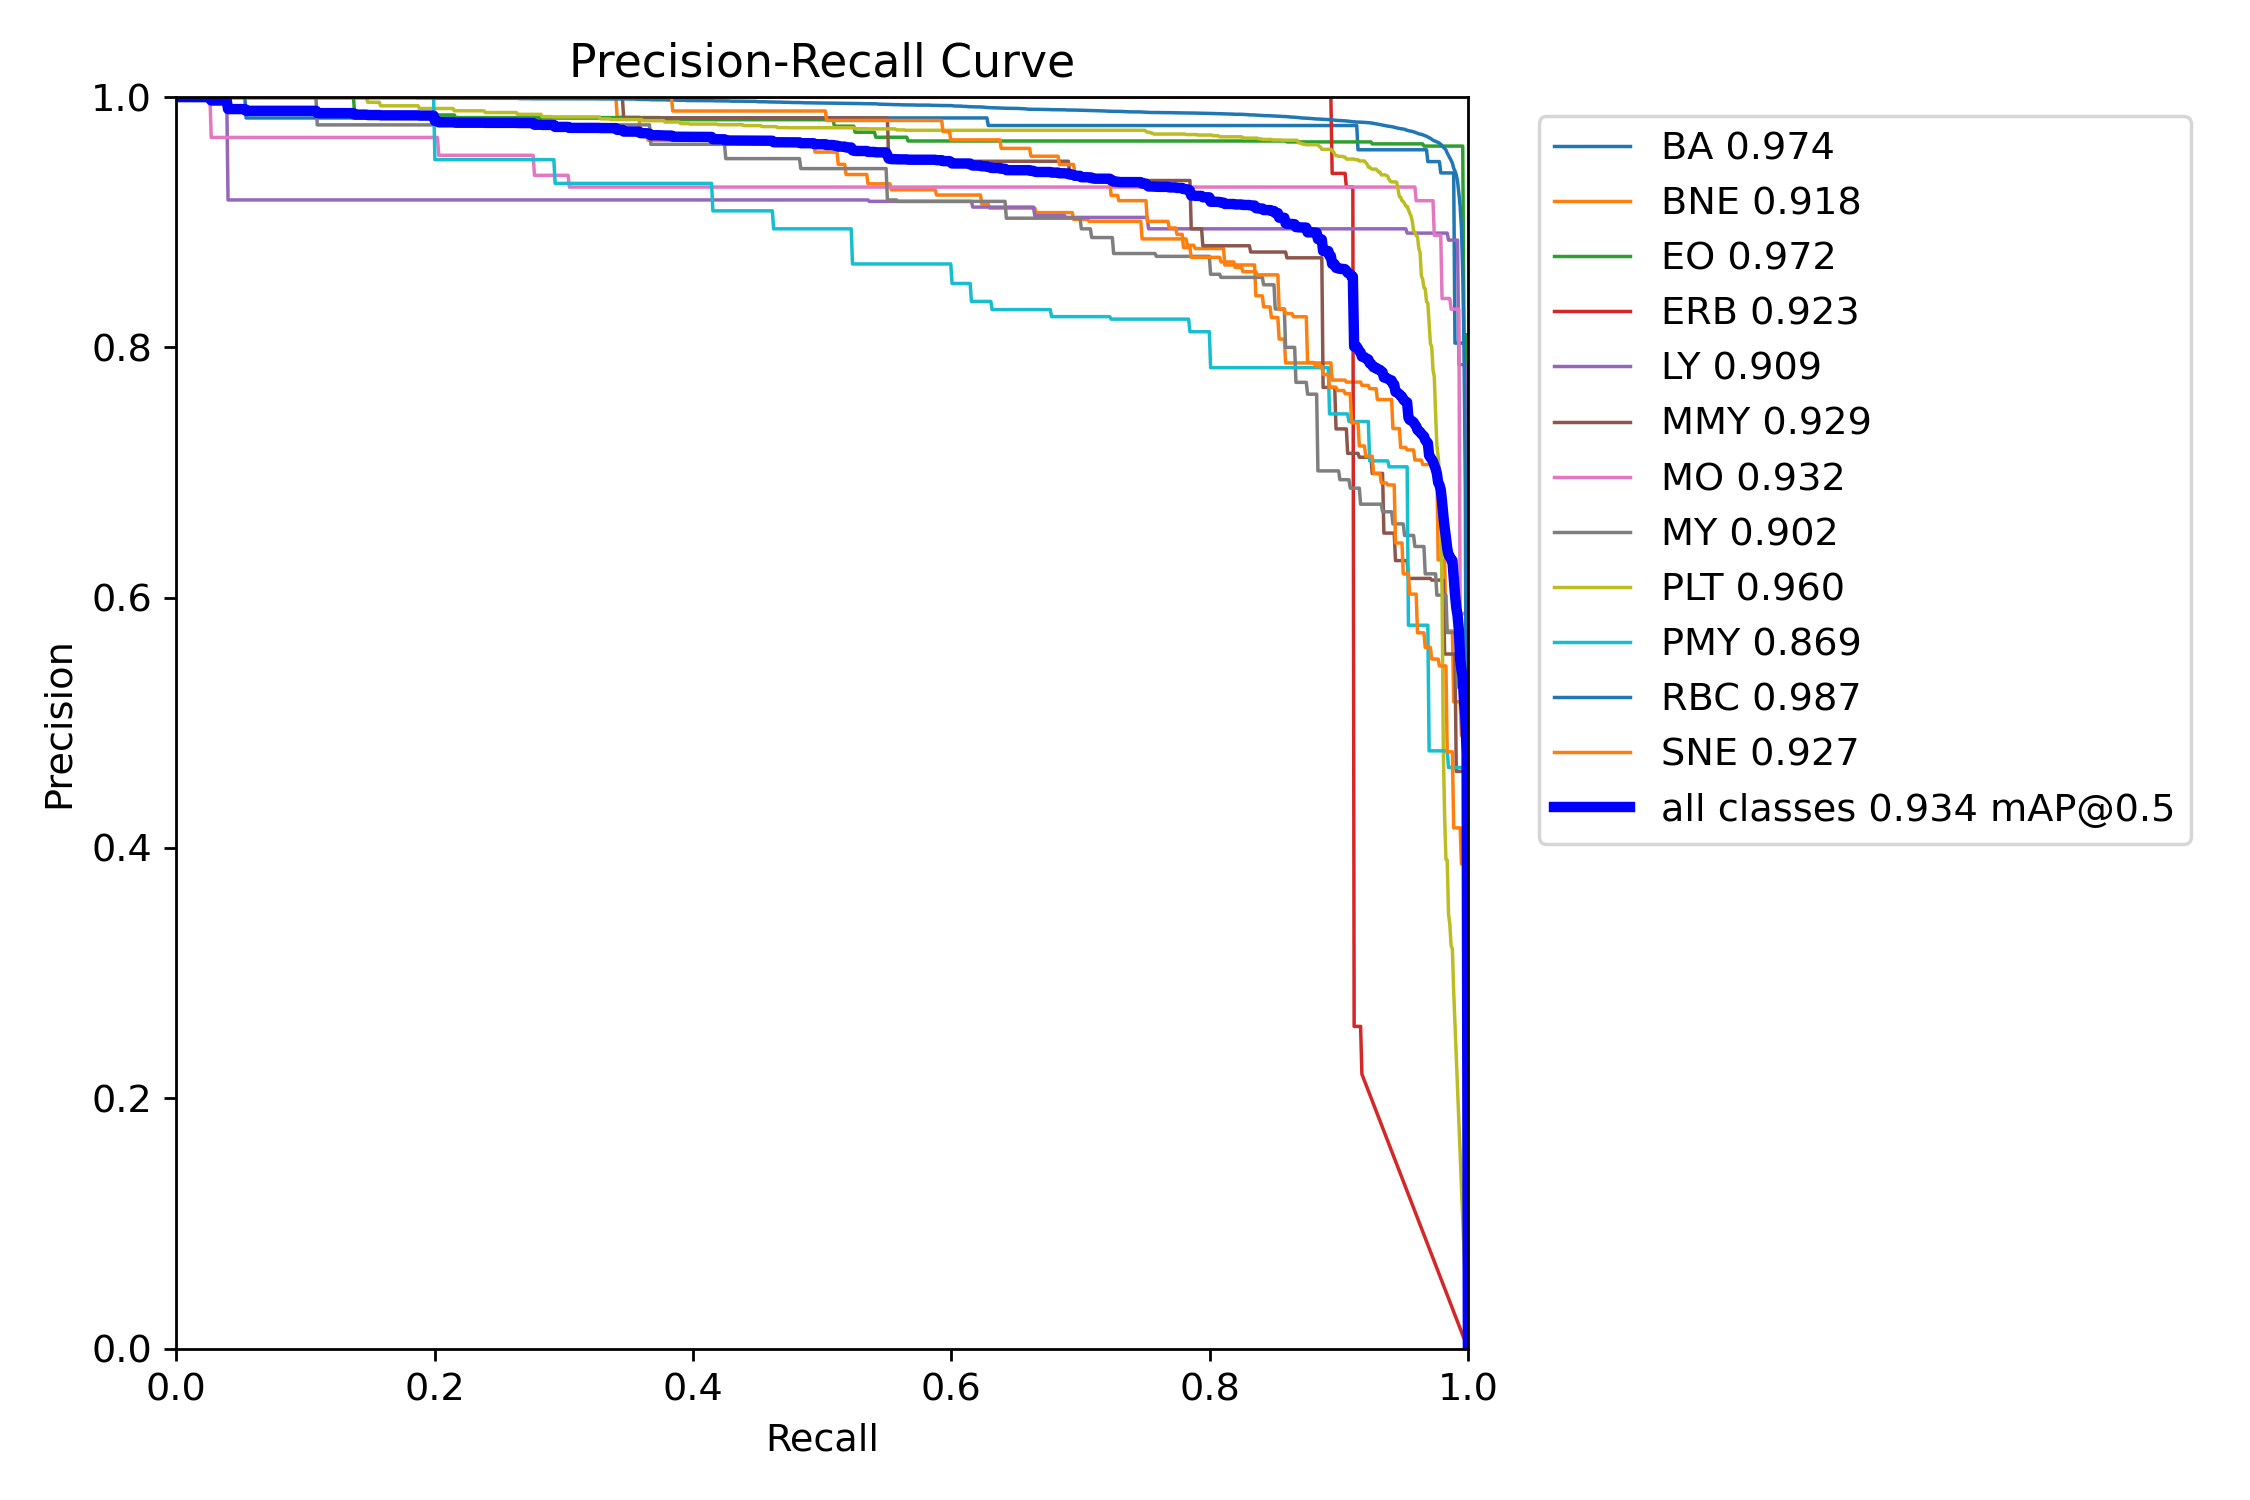 Precision-Recall Curve
1.0
0.8
0.6
0.4
0.2
0.0
Precision
0.0 0.2 0.4 0.6 0.8 1.0
Recall
BA 0.974
BNE 0.918
EO 0.972
ERB 0.923
LY 0.909
MMY 0.929
MO 0.932
MY 0.902
PLT 0.960
PMY 0.869
RBC 0.987
SNE 0.927
all classes 0.934 mAP@0.5